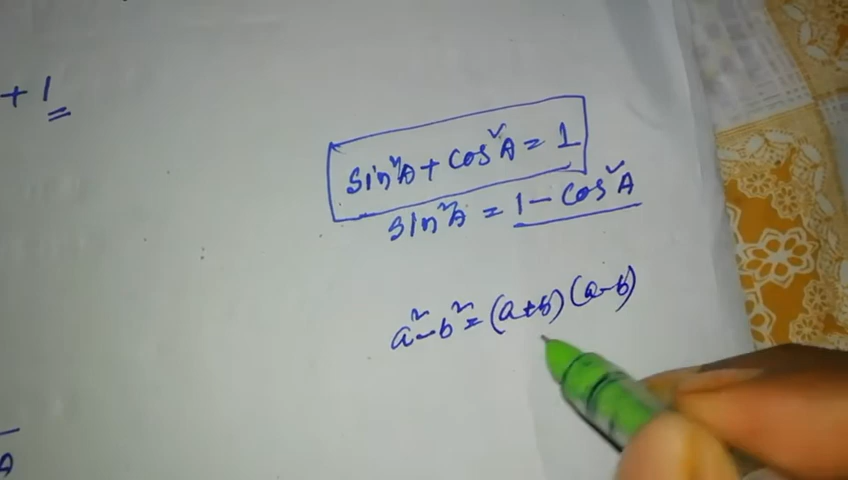 + 1
sin²A + cos²A = 1
sin²A = 1 - cos²A
a² - b² = (a+b) (a-b)
A